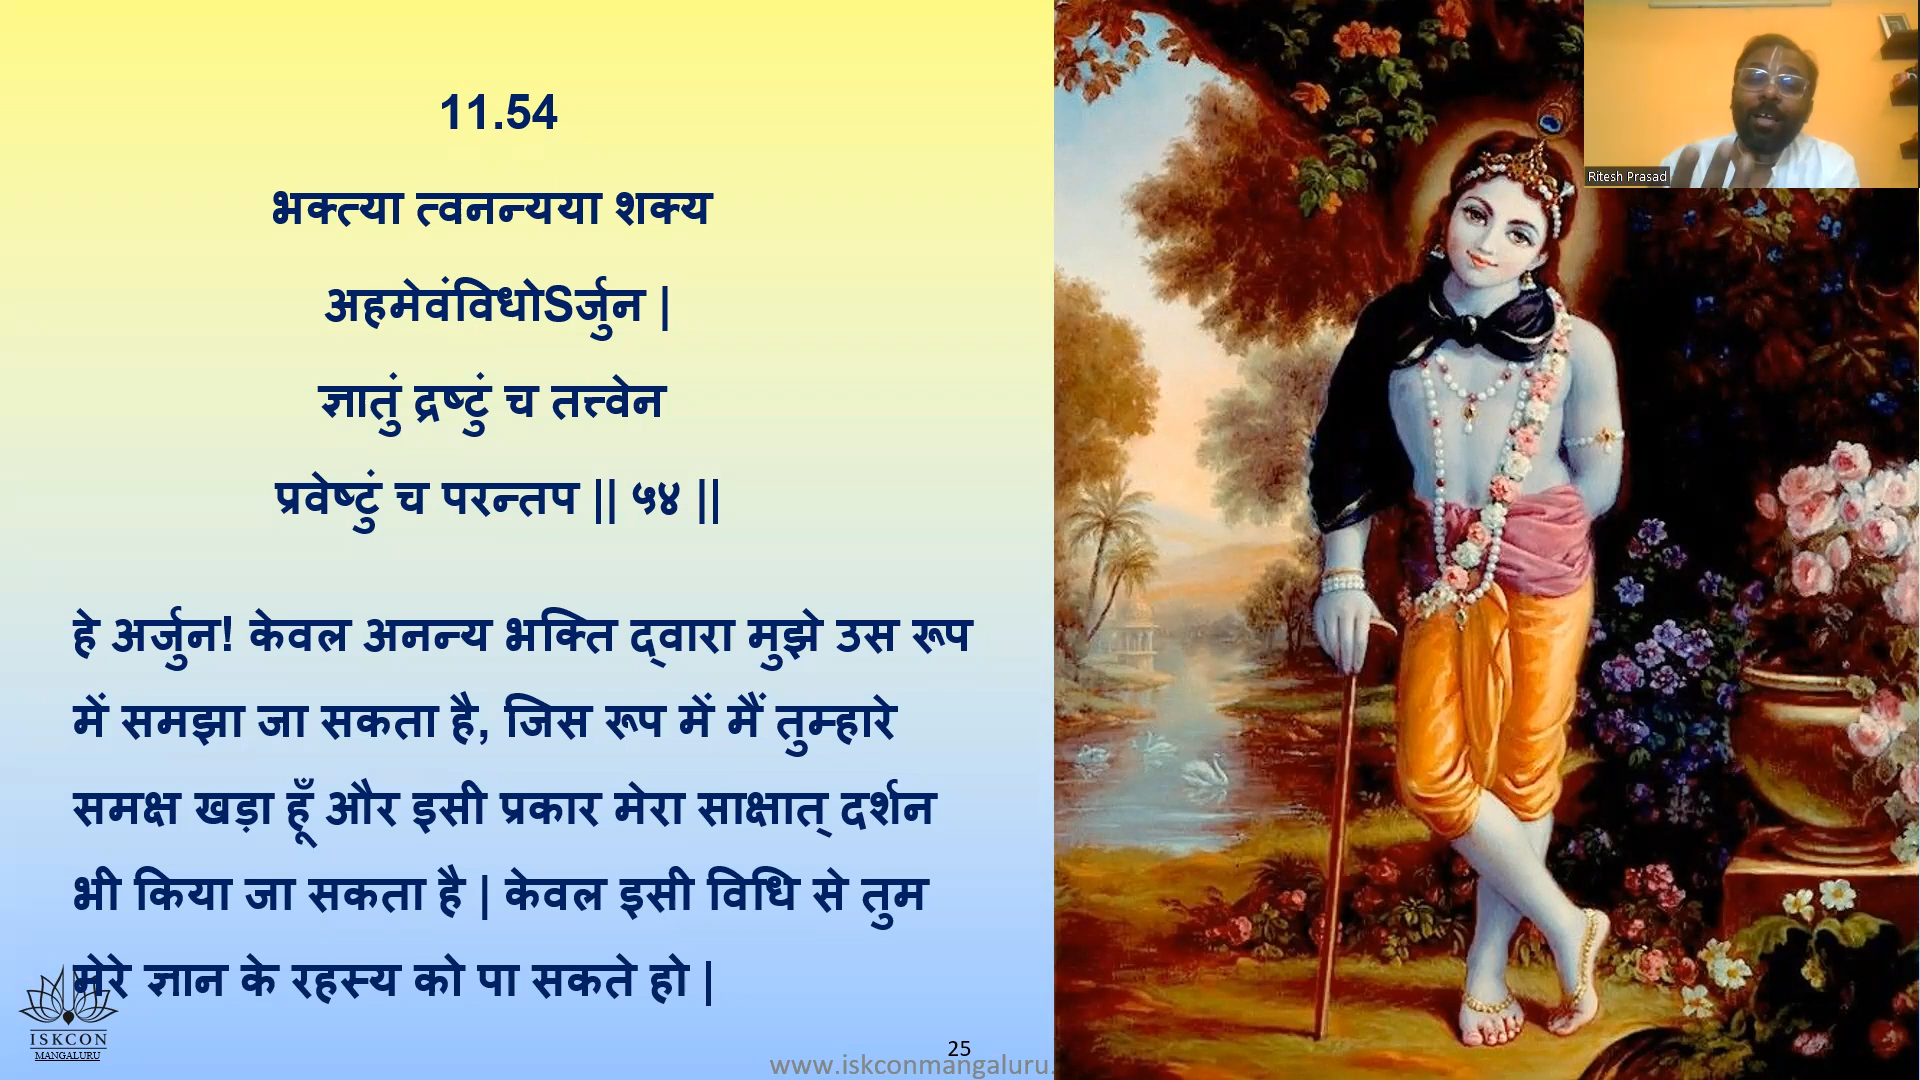 11.54
भक्त्या त्वनन्यया शक्य
अहमेवंविधोSर्जुन |
ज्ञातुं द्रष्टुं च तत्त्वेन
प्रवेष्टुं च परन्तप || ५४ ||
हे अर्जुन! केवल अनन्य भक्ति द्वारा मुझे उस रूप
में समझा जा सकता है, जिस रूप में मैं तुम्हारे
समक्ष खड़ा हूँ और इसी प्रकार मेरा साक्षात् दर्शन
भी किया जा सकता है | केवल इसी विधि से तुम
मेरे ज्ञान के रहस्य को पा सकते हो |
ISKCON
MANGALURU
25
www.iskconmangaluru.
Ritesh Prasad